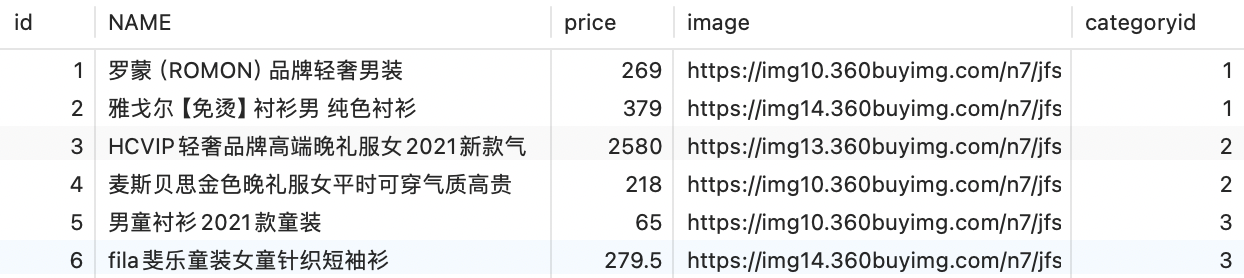 id NAME price image categoryid
1 罗蒙（ROMON）品牌轻奢男装 269 https://img10.360buyimg.com/n7/jfs 1
2 雅戈尔【免烫】衬衫男 纯色衬衫 379 https://img14.360buyimg.com/n7/jfs 1
3 HCVIP轻奢品牌高端晚礼服女2021新款气 2580 https://img13.360buyimg.com/n7/jfs 2
4 麦斯贝思金色晚礼服女平时可穿气质高贵 218 https://img14.360buyimg.com/n7/jfs 2
5 男童衬衫2021款童装 65 https://img10.360buyimg.com/n7/jfs 3
6 fila斐乐童装女童针织短袖衫 279.5 https://img14.360buyimg.com/n7/jfs 3